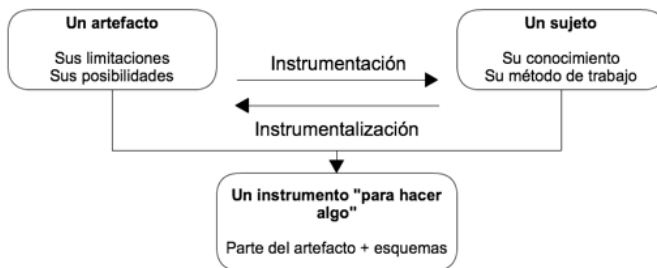 Un artefacto
Sus limitaciones
Sus posibilidades
Instrumentación
Un sujeto
Su conocimiento
Su método de trabajo
Instrumentalización
Un instrumento "para hacer
algo"
Parte del artefacto + esquemas